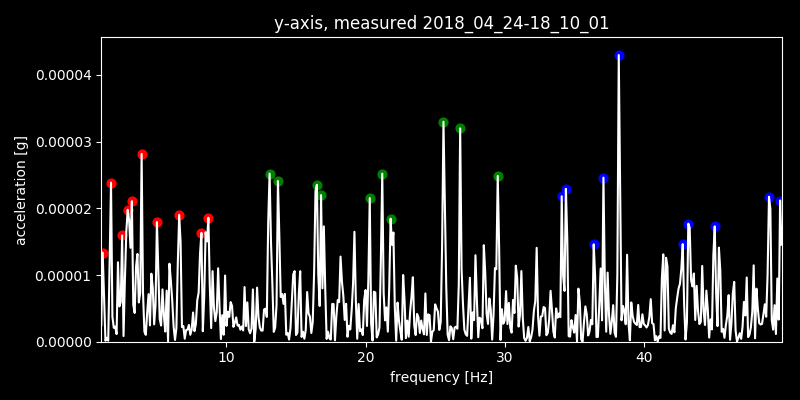 y-axis, measured 2018_04_24-18_10_01
0.00004
0.00003
0.00002
0.00001
0.00000
acceleration [g]
10 20 30 40
frequency [Hz]